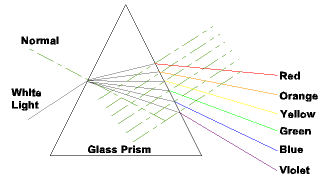 Normal
White
Light
Glass Prism
Red
Orange
Yellow
Green
Blue
Violet